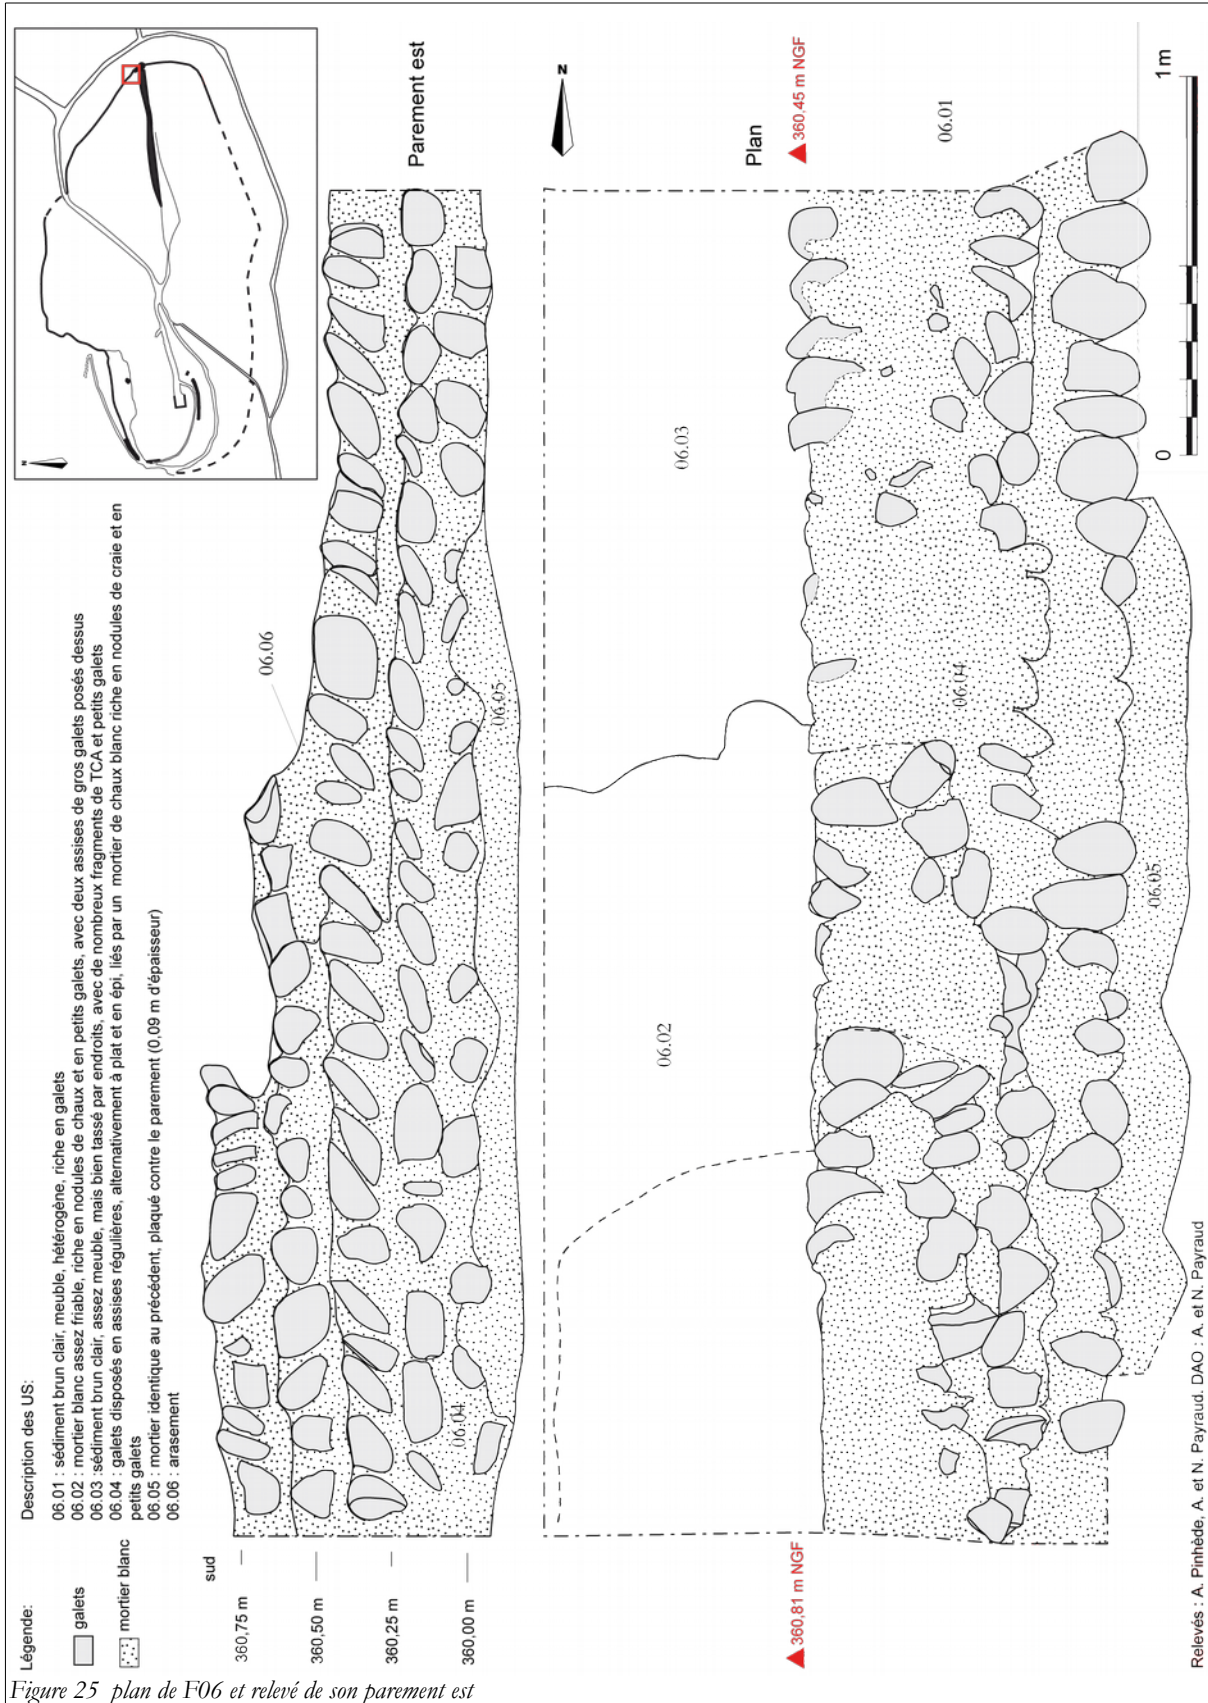 Légende:
galets
mortier blanc
Description des US:
06.01 : sédiment brun clair, meuble, hétérogène, riche en galets
06.02 : mortier blanc assez friable, riche en nodules de chaux et en petits galets, avec deux assises de gros galets posés dessus
06.03 :sédiment brun clair, assez meuble, mais bien tassé par endroits, avec de nombreux fragments de TCA et petits galets
06.04 : galets disposés en assises régulières, alternativement à plat et en épi, liés par un mortier de chaux blanc riche en nodules de craie et en
petits galets
06.05 : mortier identique au précédent, plaqué contre le parement (0,09 m d'épaisseur)
06.06 : arasement
N
sud
360,75 m
360,50 m
360,25 m
360,00 m
06.06
06.05
06.04
Parement est
N
Plan
360,81 m NGF
360,45 m NGF
06.02
06.03
06.01
06.04
06.05
0
1m
Relevés : A. Pinhède, A. et N. Payraud. DAO : A. et N. Payraud
Figure 25 plan de F06 et relevé de son parement est